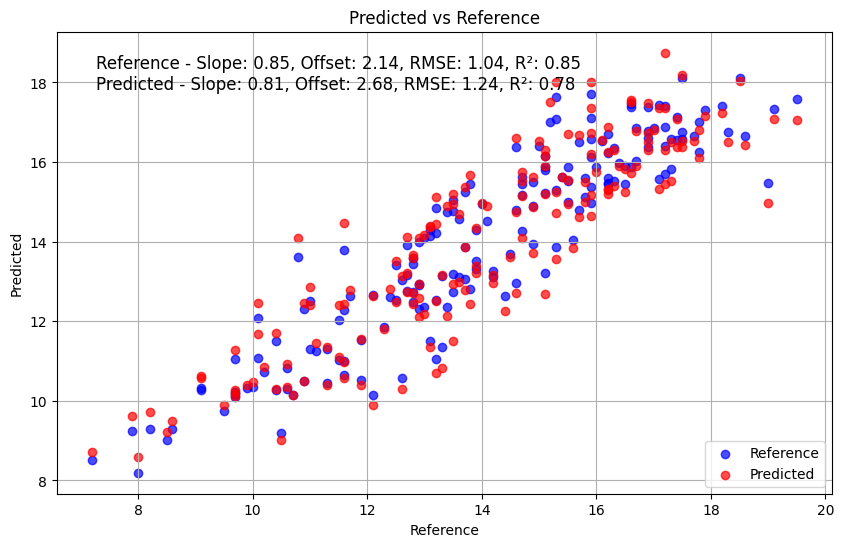 Predicted vs Reference
Reference - Slope: 0.85, Offset: 2.14, RMSE: 1.04, R²: 0.85
Predicted - Slope: 0.81, Offset: 2.68, RMSE: 1.24, R²: 0.78
Predicted
18
16
14
12
10
8
Reference
Predicted
8
10
12
14
16
18
20
Reference